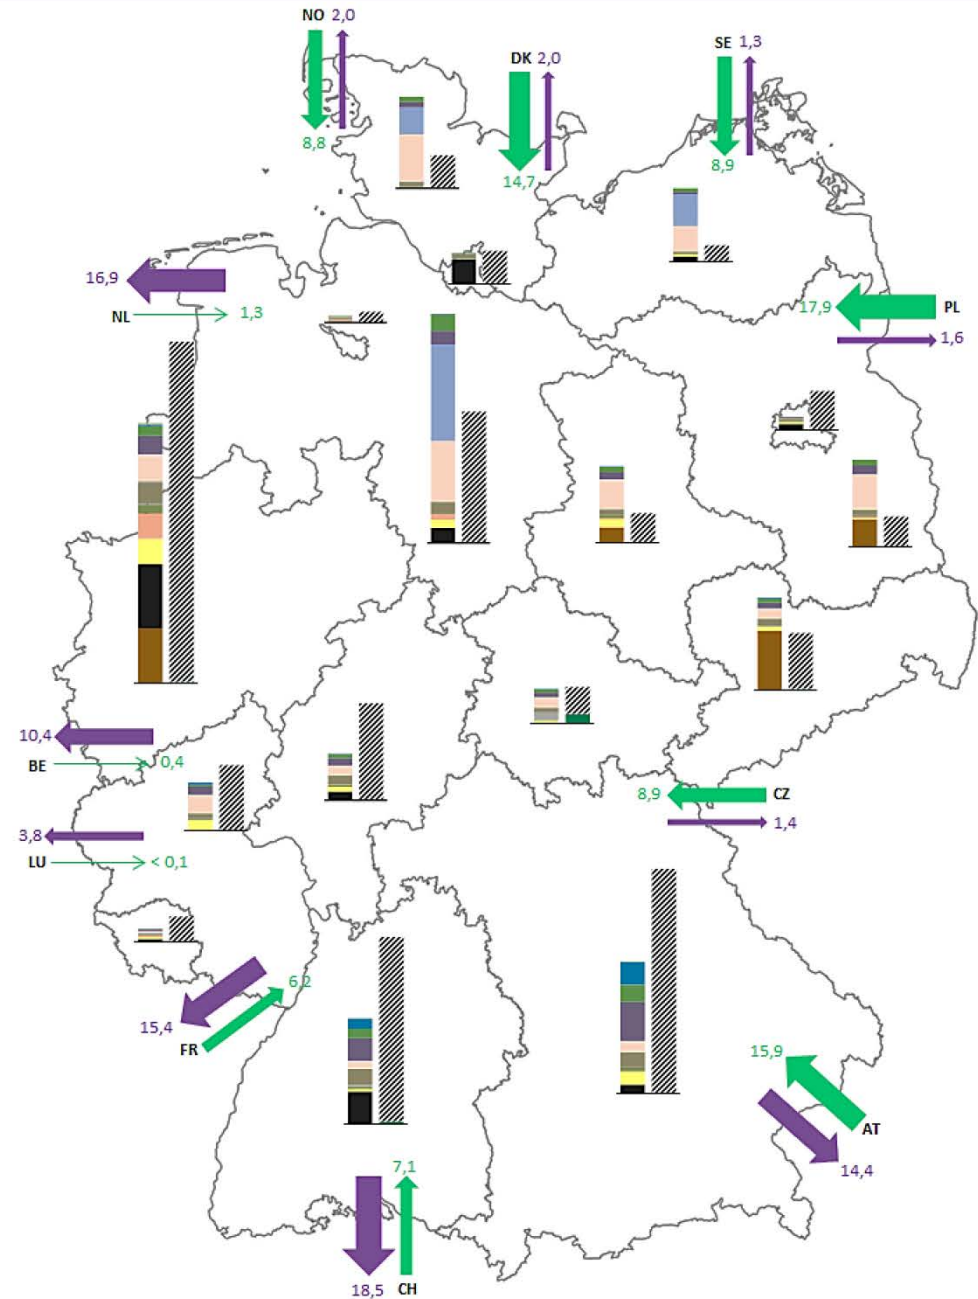 NO 2,0
8,8
DK 2,0
14,7
SE 1,3
8,9
16,9
NL 1,3
17,9 PL
1,6
10,4
BE 0,4
3,8
LU < 0,1
8,9 CZ
1,4
6,2
15,4
FR
15,9
AT
14,4
7,1
18,5 CH